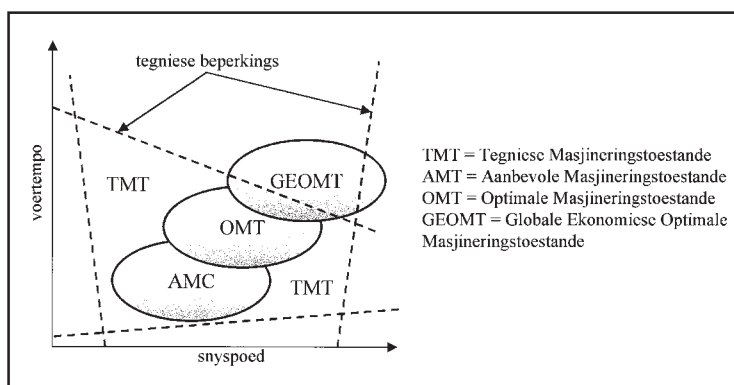 tegniese beperkings
TMT
GEOMT
OMT
AMC
TMT
voertempo
snyspoed
TMT = Tegniese Masjineringstoestande
AMT = Aanbevole Masjineringstoestande
OMT = Optimale Masjineringstoestande
GEOMT = Globale Ekonomiese Optimale
Masjineringstoestande